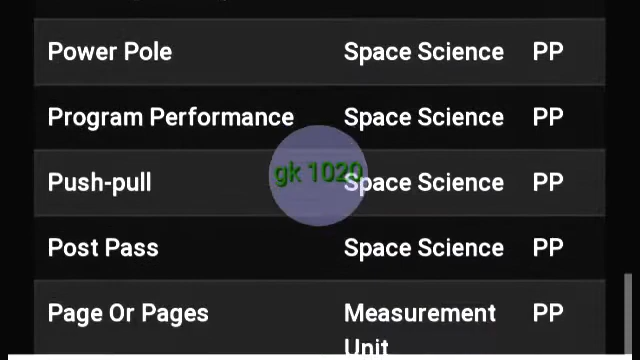 Power Pole Space Science PP
Program Performance Space Science PP
gk 1020
Push-pull Space Science PP
Post Pass Space Science PP
Page Or Pages Measurement PP
Unit